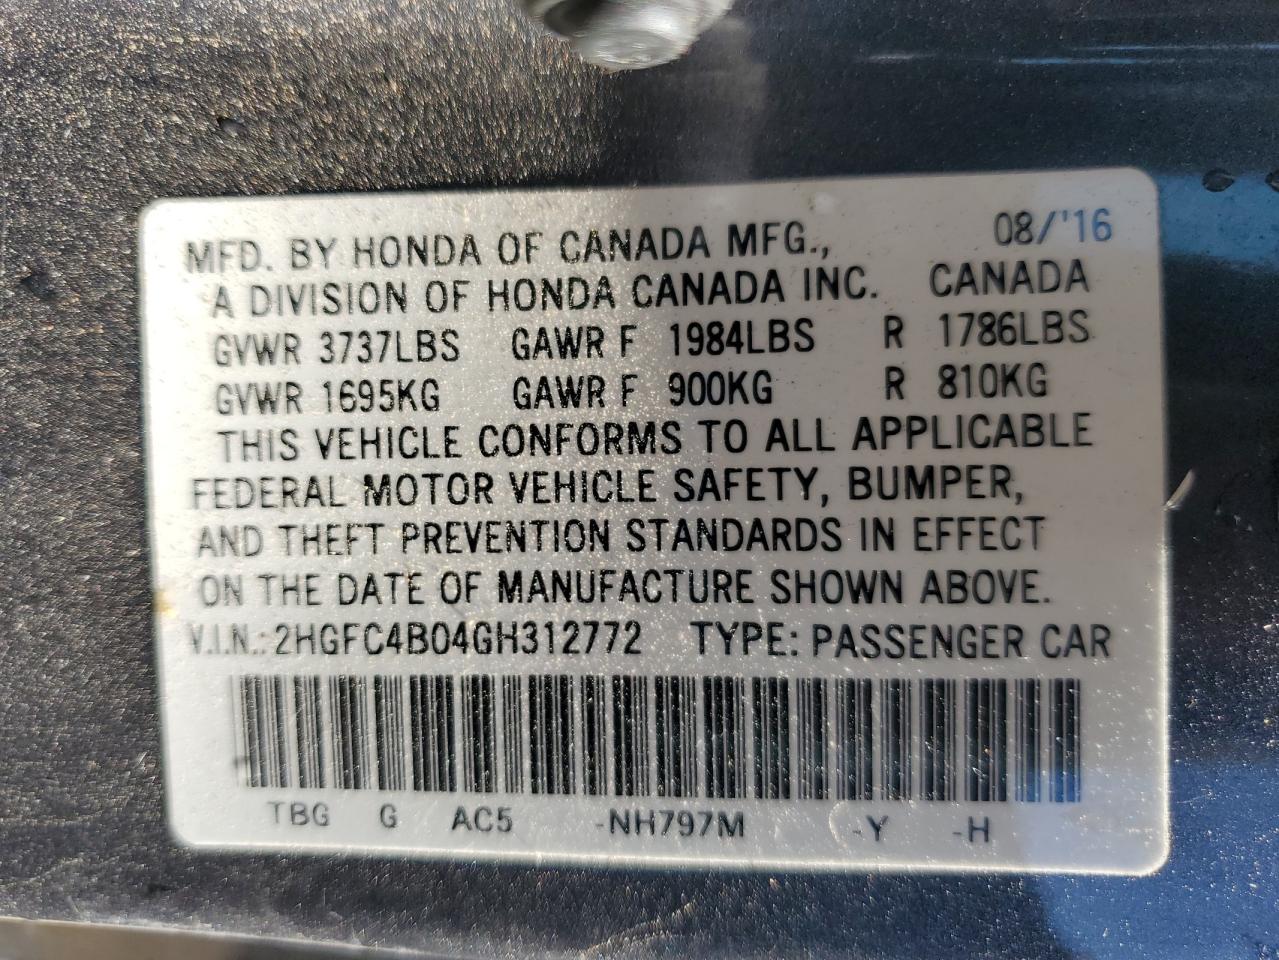 MFD. BY HONDA OF CANADA MFG., 08/'16
A DIVISION OF HONDA CANADA INC. CANADA
GVWR 3737LBS GAWR F 1984LBS R 1786LBS
GVWR 1695KG GAWR F 900KG R 810KG
THIS VEHICLE CONFORMS TO ALL APPLICABLE
FEDERAL MOTOR VEHICLE SAFETY, BUMPER,
AND THEFT PREVENTION STANDARDS IN EFFECT
ON THE DATE OF MANUFACTURE SHOWN ABOVE.
V.I.N.: 2HGFC4B04GH312772 TYPE: PASSENGER CAR
TBG G AC5 -NH797M -Y -H